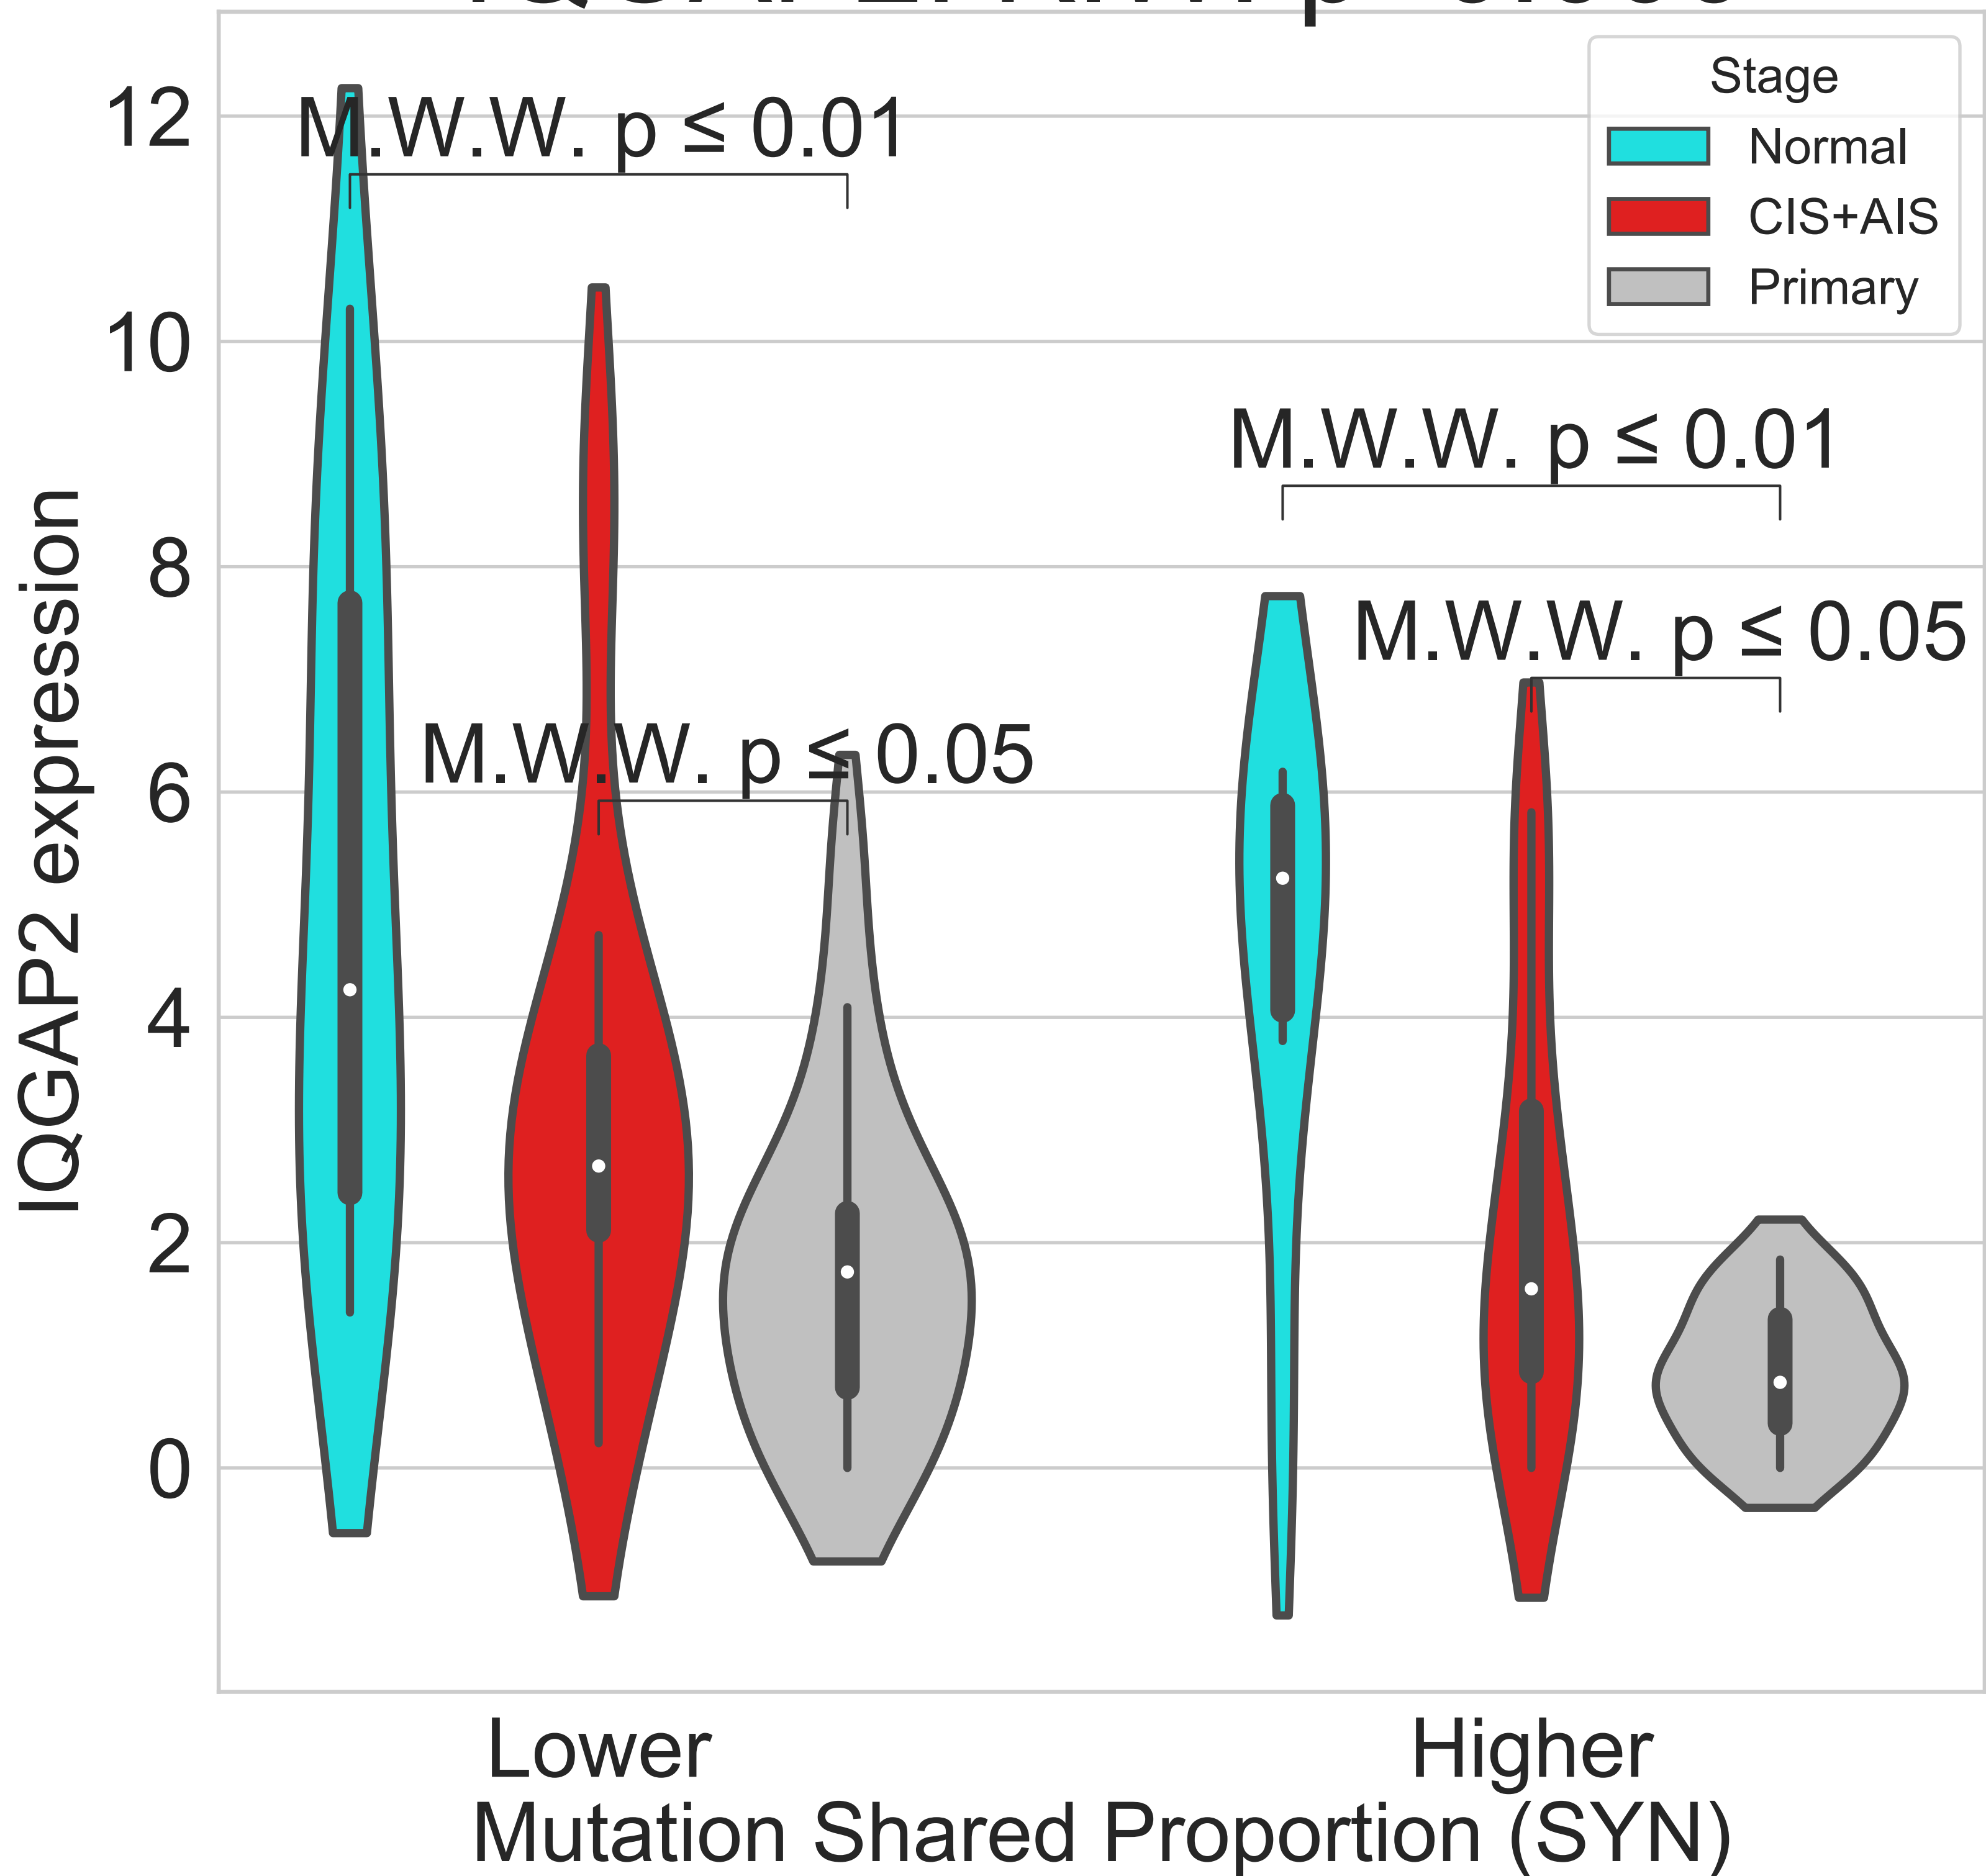 Stage
Normal
CIS+AIS
Primary
M.W.W. p ≤ 0.01
M.W.W. p ≤ 0.01
M.W.W. p ≤ 0.05
M.W.W. p ≤ 0.05
12
10
8
6
4
2
0
IQGAP2 expression
Lower
Higher
Mutation Shared Proportion (SYN)